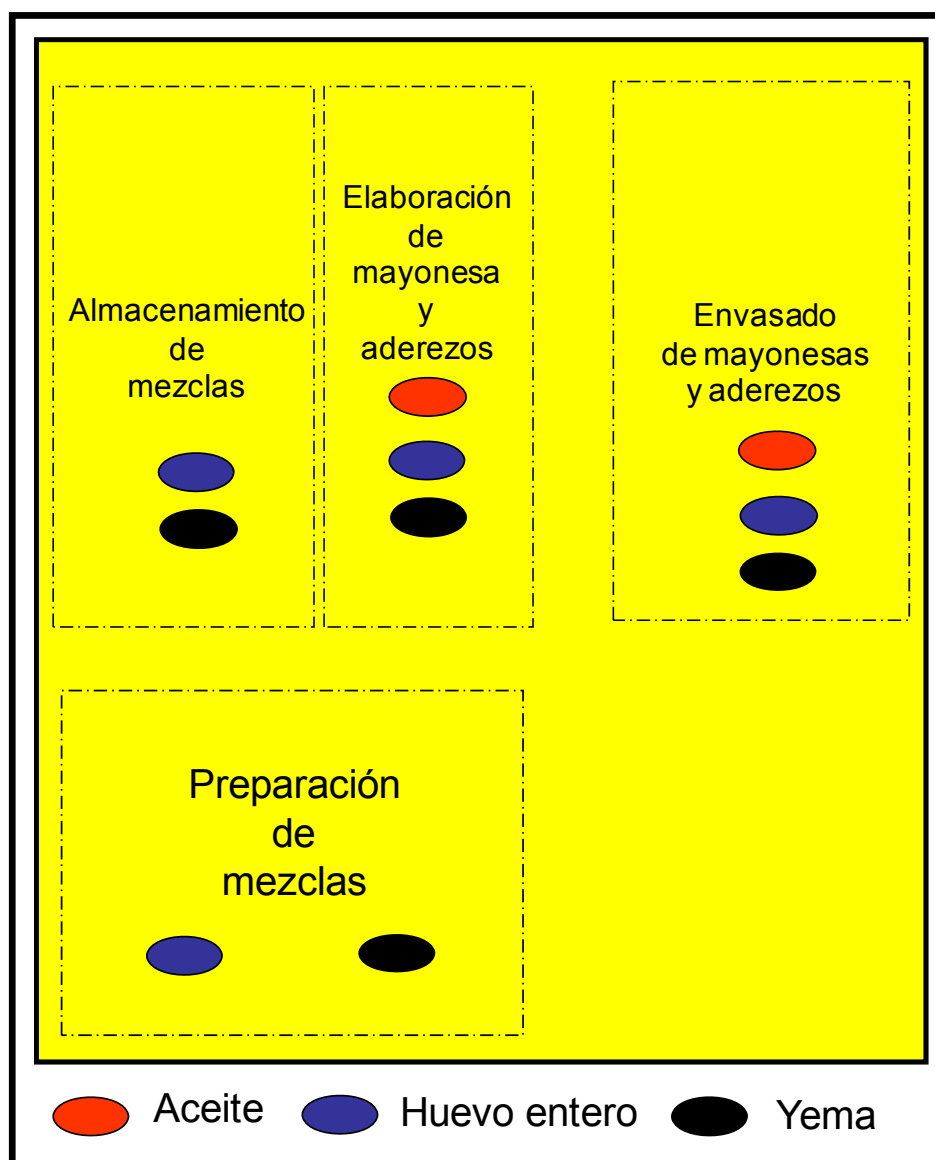 Almacenamiento
de
mezclas
Elaboración
de
mayonesa
y
aderezos
Envasado
de mayonesas
y aderezos
Preparación
de
mezclas
Aceite
Huevo entero
Yema